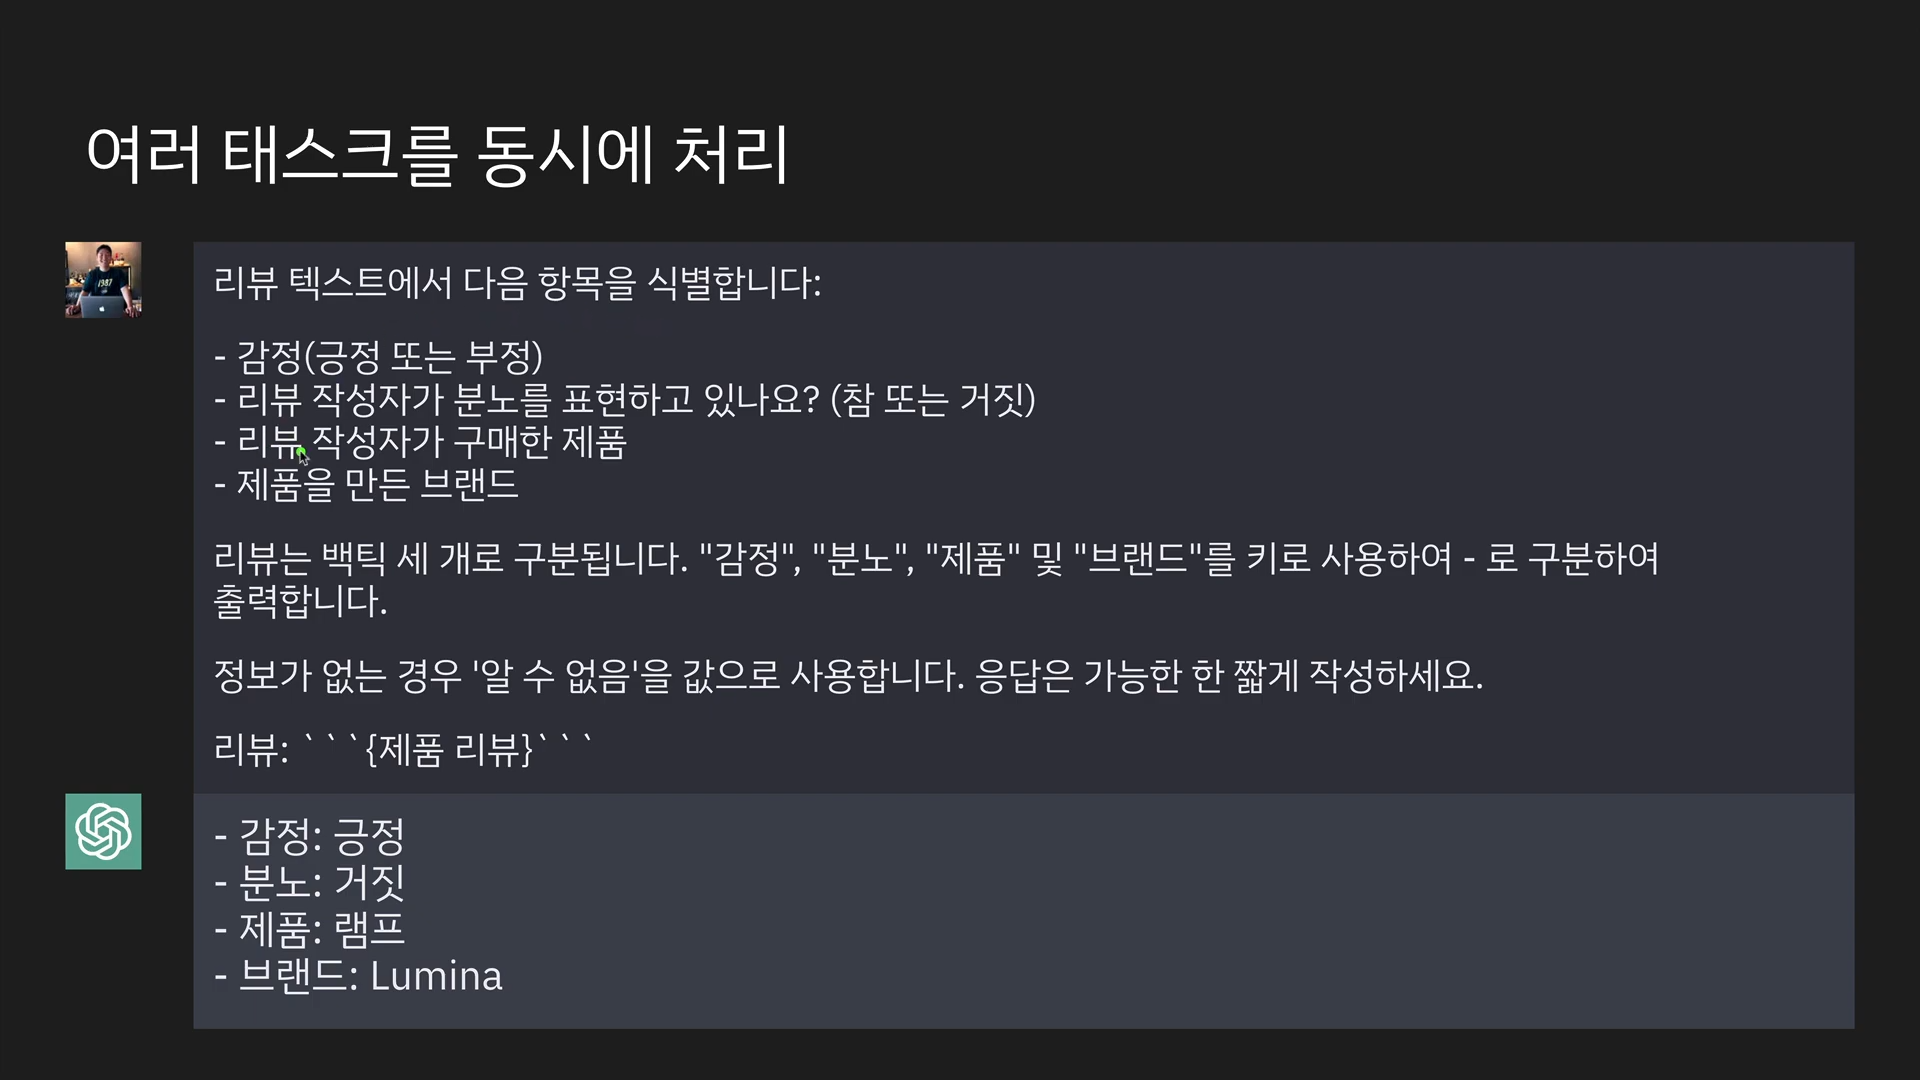 여러 태스크를 동시에 처리
리뷰 텍스트에서 다음 항목을 식별합니다:
- 감정(긍정 또는 부정)
- 리뷰 작성자가 분노를 표현하고 있나요? (참 또는 거짓)
- 리뷰 작성자가 구매한 제품
- 제품을 만든 브랜드
리뷰는 백틱 세 개로 구분됩니다. "감정", "분노", "제품" 및 "브랜드"를 키로 사용하여 - 로 구분하여
출력합니다.
정보가 없는 경우 '알 수 없음'을 값으로 사용합니다. 응답은 가능한 한 짧게 작성하세요.
리뷰: ```{제품 리뷰}```
- 감정: 긍정
- 분노: 거짓
- 제품: 램프
- 브랜드: Lumina